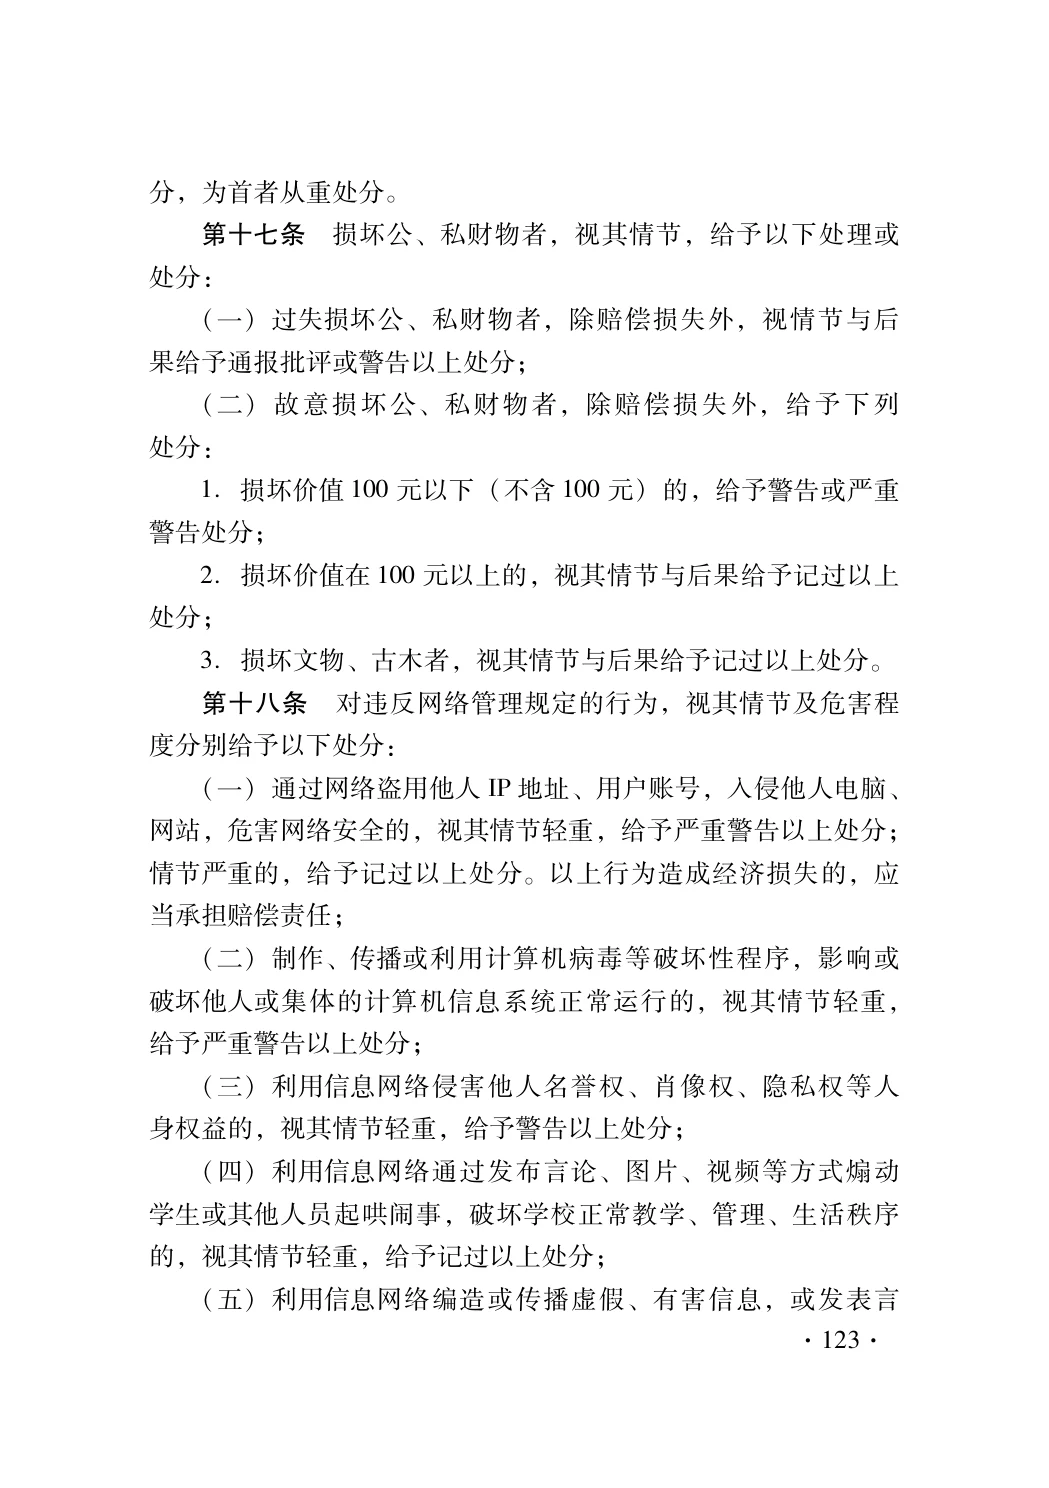 分，为首者从重处分。
第十七条　损坏公、私财物者，视其情节，给予以下处理或
处分：
（一）过失损坏公、私财物者，除赔偿损失外，视情节与后
果给予通报批评或警告以上处分；
（二）故意损坏公、私财物者，除赔偿损失外，给予下列
处分：
1．损坏价值 100 元以下（不含 100 元）的，给予警告或严重
警告处分；
2．损坏价值在 100 元以上的，视其情节与后果给予记过以上
处分；
3．损坏文物、古木者，视其情节与后果给予记过以上处分。
第十八条　对违反网络管理规定的行为，视其情节及危害程
度分别给予以下处分：
（一）通过网络盗用他人 IP 地址、用户账号，入侵他人电脑、
网站，危害网络安全的，视其情节轻重，给予严重警告以上处分；
情节严重的，给予记过以上处分。以上行为造成经济损失的，应
当承担赔偿责任；
（二）制作、传播或利用计算机病毒等破坏性程序，影响或
破坏他人或集体的计算机信息系统正常运行的，视其情节轻重，
给予严重警告以上处分；
（三）利用信息网络侵害他人名誉权、肖像权、隐私权等人
身权益的，视其情节轻重，给予警告以上处分；
（四）利用信息网络通过发布言论、图片、视频等方式煽动
学生或其他人员起哄闹事，破坏学校正常教学、管理、生活秩序
的，视其情节轻重，给予记过以上处分；
（五）利用信息网络编造或传播虚假、有害信息，或发表言
· 123 ·